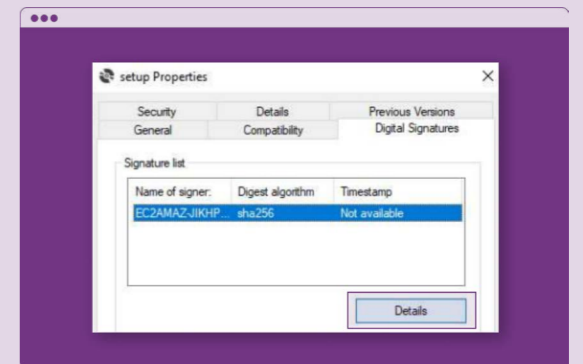 setup Properties
Security Details Previous Versions
General Compatibility Digital Signatures
Signature list
Name of signer: Digest algorithm Timestamp
EC2AMAZ-JIKHP... sha256 Not available
Details